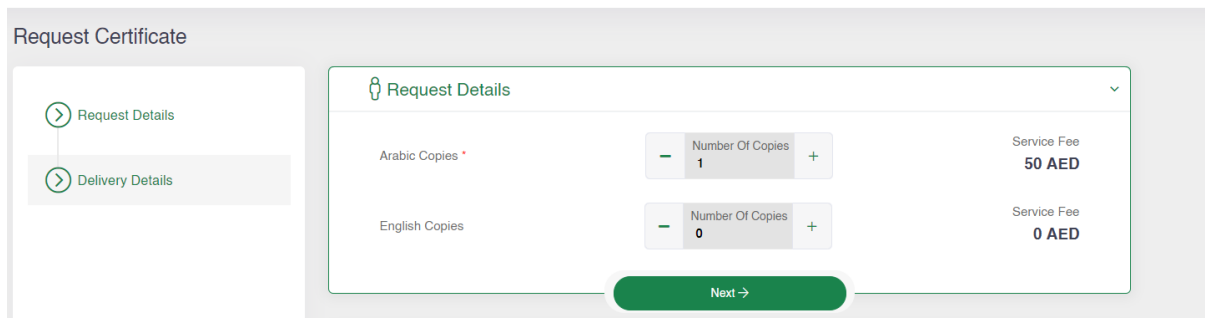 Request Certificate
Request Details
Delivery Details
Request Details
Arabic Copies *
Number Of Copies
1
Service Fee
50 AED
English Copies
Number Of Copies
0
Service Fee
0 AED
Next →